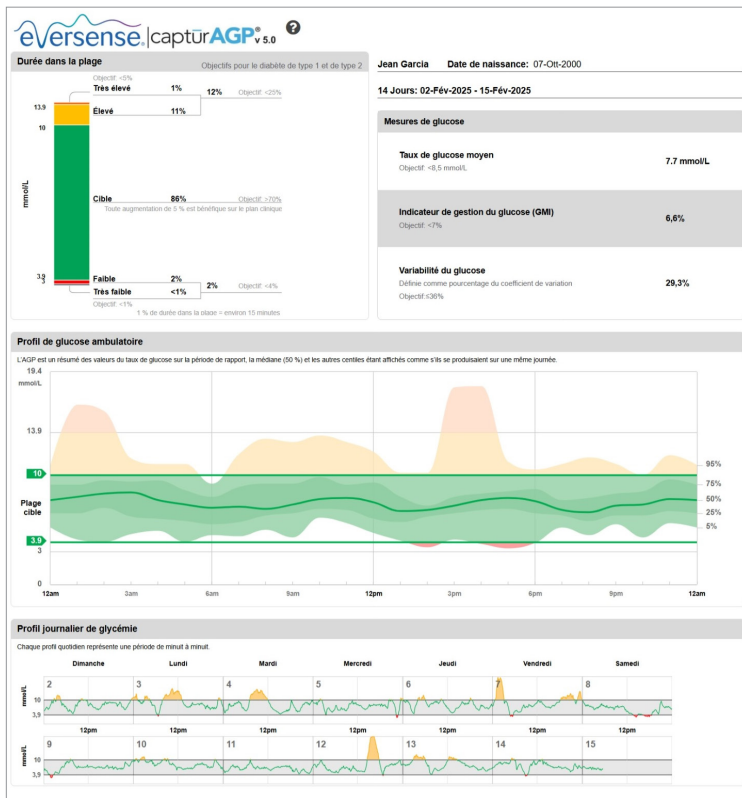 eversense. | captūrAGP® v 5.0 ?
Durée dans la plage
Objectifs pour le diabète de type 1 et de type 2
Objectif: <5%
Très élevé 1%
12% Objectif: <25%
13.9
Élevé 11%
10
mmol/L
Cible 86% Objectif: >70%
Toute augmentation de 5 % est bénéfique sur le plan clinique
3.9
Faible 2%
3
2% Objectif: <4%
Très faible <1%
Objectif: <1%
1 % de durée dans la plage = environ 15 minutes
Jean Garcia Date de naissance: 07-Ott-2000
14 Jours: 02-Fév-2025 - 15-Fév-2025
Mesures de glucose
Taux de glucose moyen
Objectif: <8,5 mmol/L
7.7 mmol/L
Indicateur de gestion du glucose (GMI)
Objectif: <7%
6,6%
Variabilité du glucose
Définie comme pourcentage du coefficient de variation
Objectif:≤36%
29,3%
Profil de glucose ambulatoire
L'AGP est un résumé des valeurs du taux de glucose sur la période de rapport, la médiane (50 %) et les autres centiles étant affichés comme s'ils se produisaient sur une même journée.
19.4
mmol/L
13.9
10
Plage
cible
3.9
3
0
95%
75%
50%
25%
5%
12am 3am 6am 9am 12pm 3pm 6pm 9pm 12am
Profil journalier de glycémie
Chaque profil quotidien représente une période de minuit à minuit.
Dimanche Lundi Mardi Mercredi Jeudi Vendredi Samedi
2 3 4 5 6 7 8
mmol/L
10
3,9
12pm 12pm 12pm 12pm 12pm 12pm 12pm
9 10 11 12 13 14 15
mmol/L
10
3,9